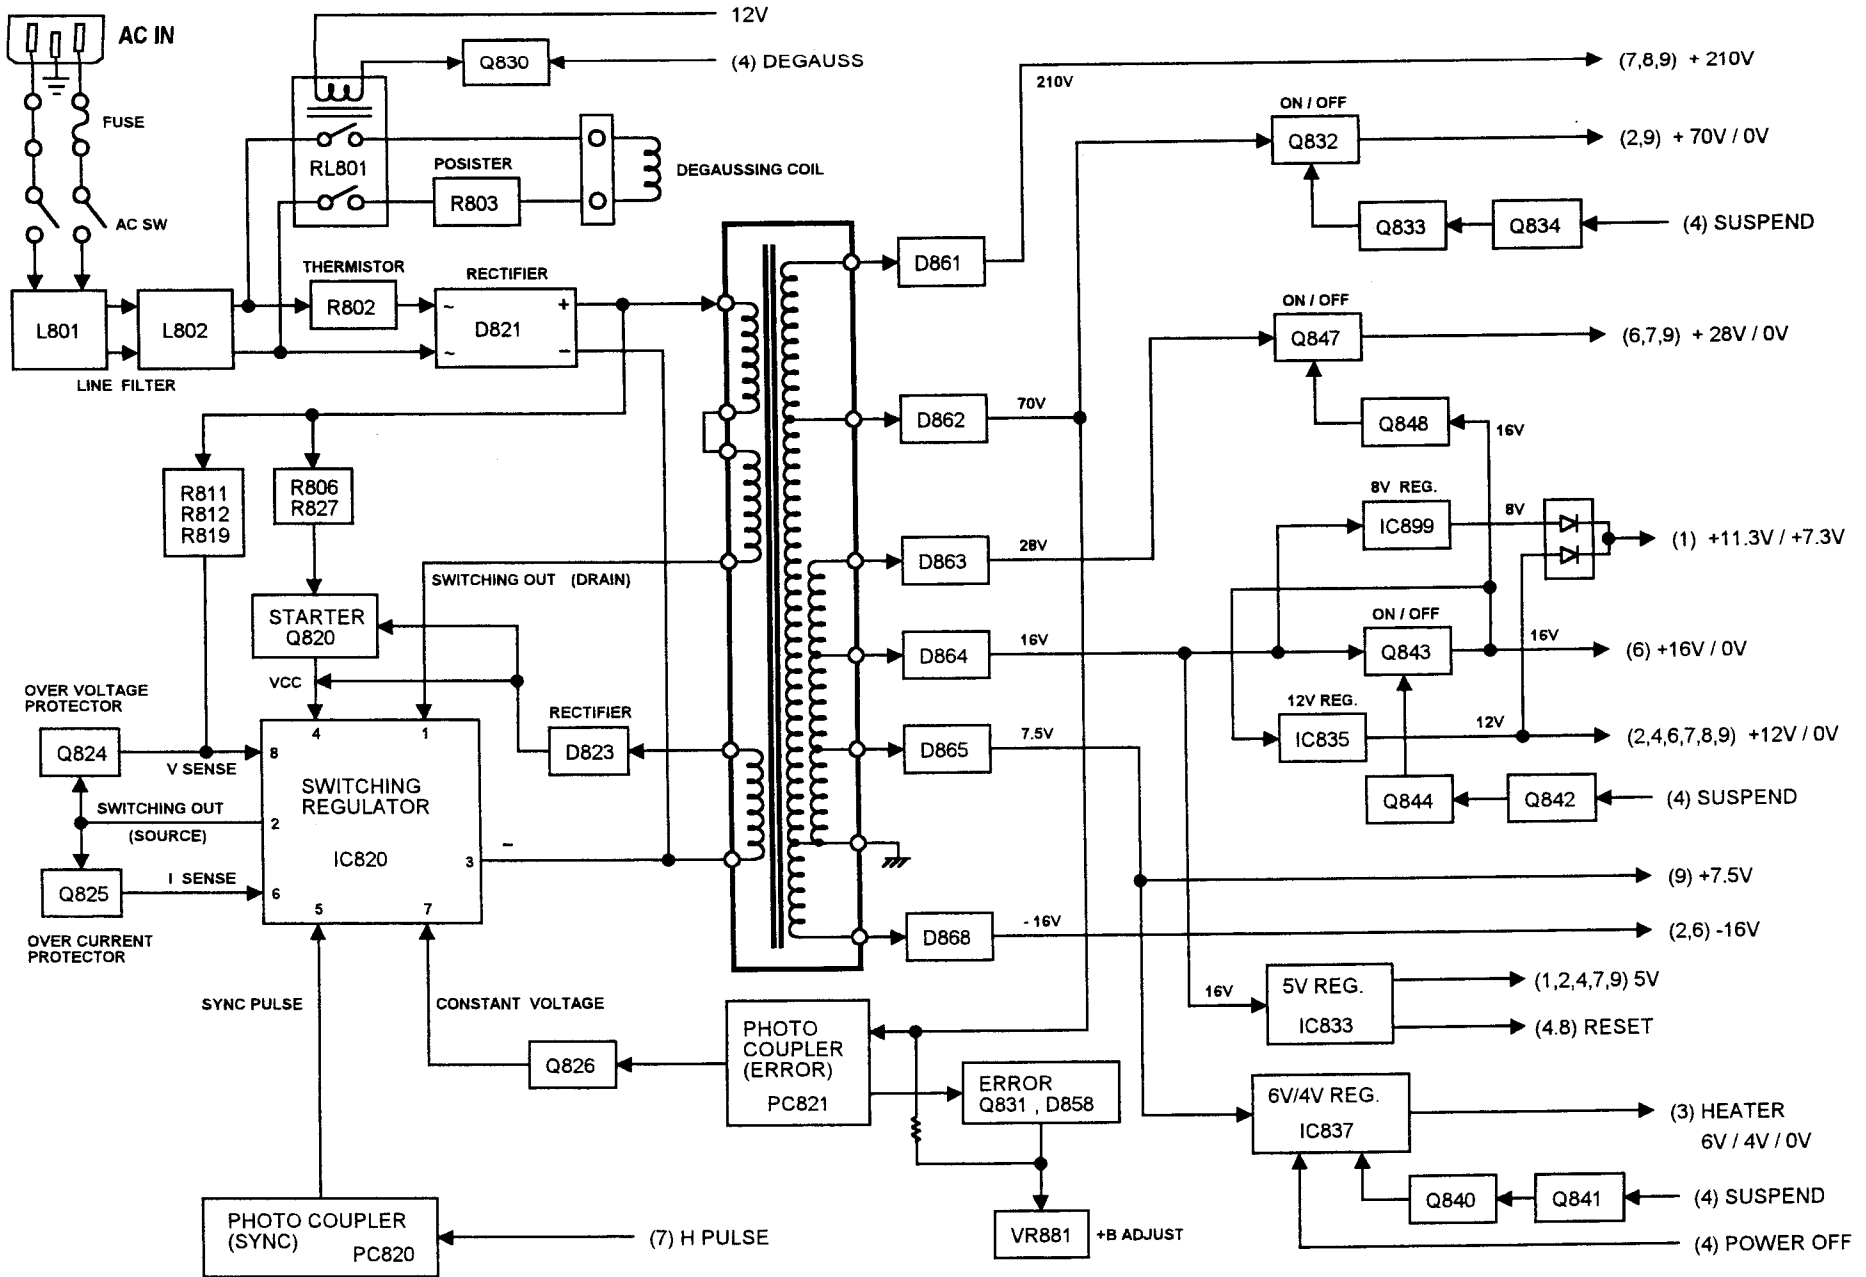 AC IN
12V
Q830
(4) DEGAUSS
FUSE
RL801
POSISTER
R803
DEGAUSSING COIL
AC SW
210V
(7,8,9) + 210V
ON / OFF
Q832
(2,9) + 70V / 0V
Q833
Q834
(4) SUSPEND
D861
THERMISTOR
R802
RECTIFIER
~
~
+
–
D821
L801
L802
LINE FILTER
ON / OFF
Q847
(6,7,9) + 28V / 0V
D862
70V
Q848
16V
R811
R812
R819
R806
R827
8V REG.
IC899
8V
(1) +11.3V / +7.3V
D863
28V
SWITCHING OUT (DRAIN)
STARTER
Q820
VCC
ON / OFF
D864
16V
Q843
16V
(6) +16V / 0V
OVER VOLTAGE
PROTECTOR
Q824
V SENSE
RECTIFIER
D823
D865
7.5V
12V REG.
IC835
12V
(2,4,6,7,8,9) +12V / 0V
Q844
Q842
(4) SUSPEND
4
1
8
SWITCHING
REGULATOR
SWITCHING OUT
(SOURCE)
2
IC820
3
–
Q825
I SENSE
6
5
7
OVER CURRENT
PROTECTOR
(9) +7.5V
D868
- 16V
(2,6) -16V
SYNC PULSE
CONSTANT VOLTAGE
Q826
PHOTO
COUPLER
(ERROR)
PC821
ERROR
Q831 , D858
16V
5V REG.
IC833
(1,2,4,7,9) 5V
(4.8) RESET
6V/4V REG.
IC837
(3) HEATER
6V / 4V / 0V
Q840
Q841
(4) SUSPEND
PHOTO COUPLER
(SYNC)
PC820
(7) H PULSE
VR881
+B ADJUST
(4) POWER OFF